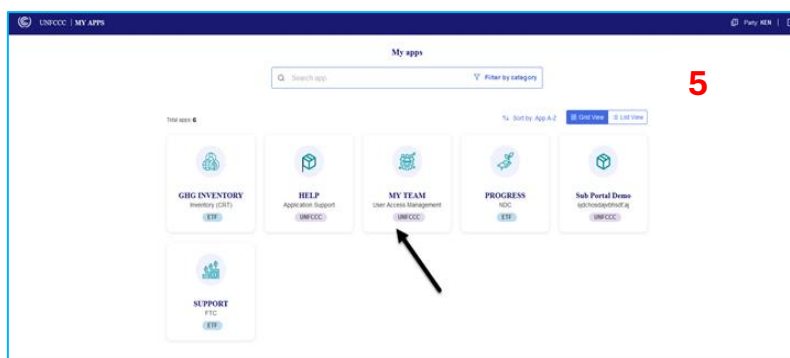 UNFCCC | MY APPS
Party: KEN |
My apps
Search app
Filter by category
5
Total apps: 6
Sort by: App A-Z
Grid View
List View
GHG INVENTORY
Inventory (CRT)
ETF
HELP
Application Support
UNFCCC
MY TEAM
User Access Management
UNFCCC
PROGRESS
NDC
ETF
Sub Portal Demo
UNFCCC
SUPPORT
FTC
ETF